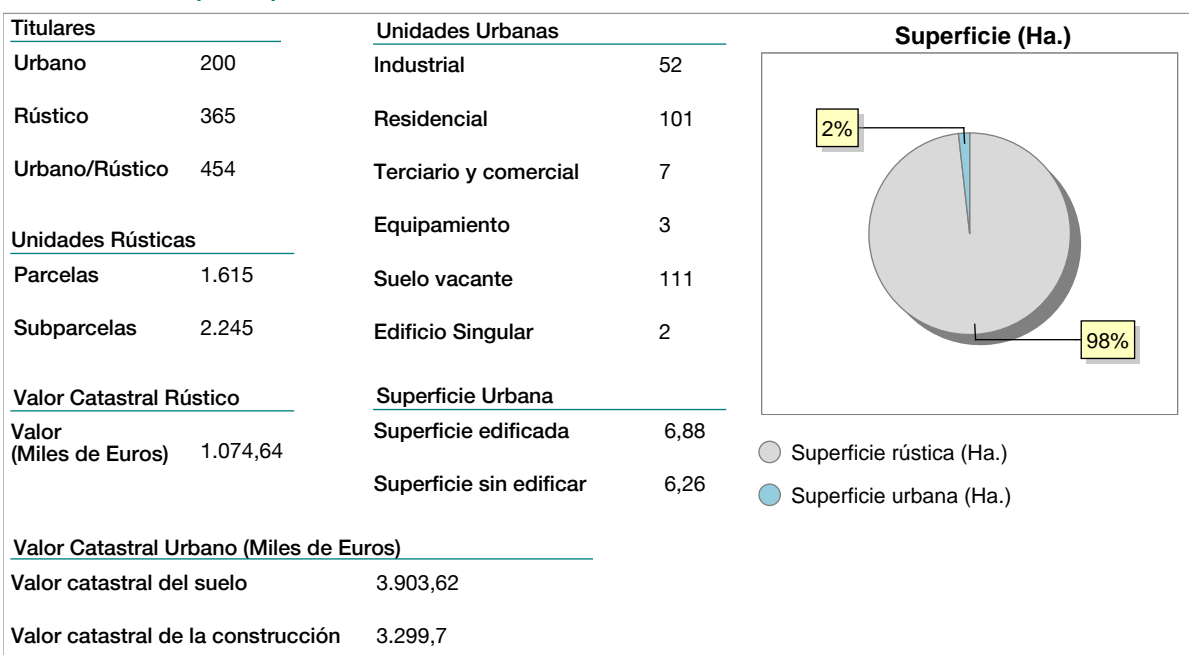 Titulares
Urbano 200
Rústico 365
Urbano/Rústico 454
Unidades Rústicas
Parcelas 1.615
Subparcelas 2.245
Valor Catastral Rústico
Valor
(Miles de Euros) 1.074,64
Unidades Urbanas
Industrial 52
Residencial 101
Terciario y comercial 7
Equipamiento 3
Suelo vacante 111
Edificio Singular 2
Superficie Urbana
Superficie edificada 6,88
Superficie sin edificar 6,26
Valor Catastral Urbano (Miles de Euros)
Valor catastral del suelo 3.903,62
Valor catastral de la construcción 3.299,7
Superficie (Ha.)
2%
98%
Superficie rústica (Ha.)
Superficie urbana (Ha.)